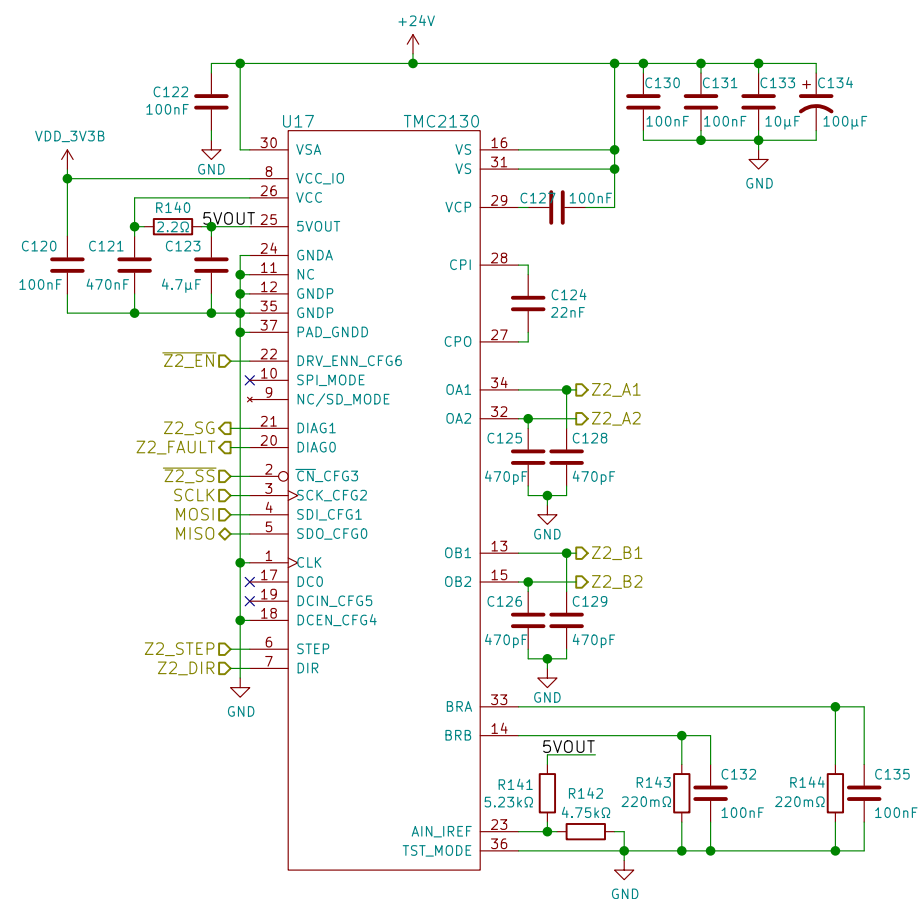 +24V
C122
100nF
GND
VDD_3V3B
C130
100nF
C131
100nF
C133
10µF
+
C134
100µF
GND
U17
TMC2130
30 VSA
8 VCC_IO
26 VCC
25 5VOUT
24 GNDA
11 NC
12 GNDP
35 GNDP
37 PAD_GNDD
22 DRV_ENN_CFG6
10 SPI_MODE
9 NC/SD_MODE
21 DIAG1
20 DIAG0
2 CN_CFG3
3 SCK_CFG2
4 SDI_CFG1
5 SDO_CFG0
1 CLK
17 DC0
19 DCIN_CFG5
18 DCEN_CFG4
6 STEP
7 DIR
VS 16
VS 31
VCP 29
CPI 28
CPO 27
OA1 34
OA2 32
OB1 13
OB2 15
BRA 33
BRB 14
AIN_IREF 23
TST_MODE 36
R140
2.2Ω
5VOUT
C120
100nF
C121
470nF
C123
4.7µF
Z2_EN
Z2_SG
Z2_FAULT
Z2_SS
SCLK
MOSI
MISO
Z2_STEP
Z2_DIR
GND
C127
100nF
C124
22nF
Z2_A1
Z2_A2
C125
470pF
C128
470pF
GND
Z2_B1
Z2_B2
C126
470pF
C129
470pF
GND
5VOUT
R141
5.23kΩ
R142
4.75kΩ
R143
220mΩ
C132
100nF
R144
220mΩ
C135
100nF
GND